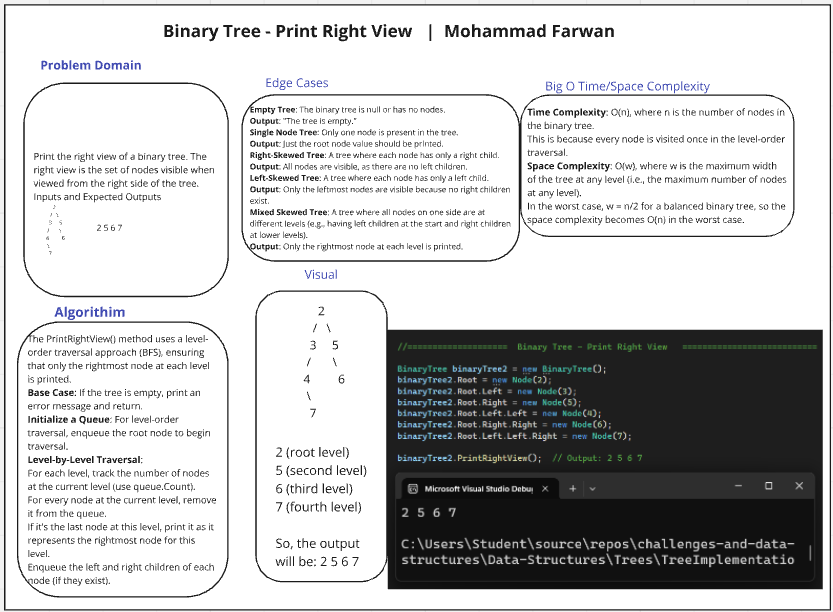 Binary Tree - Print Right View | Mohammad Farwan
Problem Domain
Print the right view of a binary tree. The
right view is the set of nodes visible when
viewed from the right side of the tree.
Inputs and Expected Outputs
2
/ \
3 5
/ \
4 6
\
7
2 5 6 7
Edge Cases
Empty Tree: The binary tree is null or has no nodes.
Output: "The tree is empty."
Single Node Tree: Only one node is present in the tree.
Output: Just the root node value should be printed.
Right-Skewed Tree: A tree where each node has only a right child.
Output: All nodes are visible, as there are no left children.
Left-Skewed Tree: A tree where each node has only a left child.
Output: Only the leftmost nodes are visible because no right children
exist.
Mixed Skewed Tree: A tree where all nodes on one side are at
different levels (e.g., having left children at the start and right children
at lower levels).
Output: Only the rightmost node at each level is printed.
Big O Time/Space Complexity
Time Complexity: O(n), where n is the number of nodes in
the binary tree.
This is because every node is visited once in the level-order
traversal.
Space Complexity: O(w), where w is the maximum width
of the tree at any level (i.e., the maximum number of nodes
at any level).
In the worst case, w = n/2 for a balanced binary tree, so the
space complexity becomes O(n) in the worst case.
Algorithim
The PrintRightView() method uses a level-
order traversal approach (BFS), ensuring
that only the rightmost node at each level
is printed.
Base Case: If the tree is empty, print an
error message and return.
Initialize a Queue: For level-order
traversal, enqueue the root node to begin
traversal.
Level-by-Level Traversal:
For each level, track the number of nodes
at the current level (use queue.Count).
For every node at the current level, remove
it from the queue.
If it's the last node at this level, print it as it
represents the rightmost node for this
level.
Enqueue the left and right children of each
node (if they exist).
Visual
2
/ \
3 5
/ \
4 6
\
7
2 (root level)
5 (second level)
6 (third level)
7 (fourth level)
So, the output
will be: 2 5 6 7
//==================== Binary Tree - Print Right View ===========================
BinaryTree binaryTree2 = new BinaryTree();
binaryTree2.Root = new Node(2);
binaryTree2.Root.Left = new Node(3);
binaryTree2.Root.Right = new Node(5);
binaryTree2.Root.Left.Left = new Node(4);
binaryTree2.Root.Right.Right = new Node(6);
binaryTree2.Root.Left.Left.Right = new Node(7);
binaryTree2.PrintRightView(); // Output: 2 5 6 7
Microsoft Visual Studio Debug
2 5 6 7
C:\Users\Student\source\repos\challenges-and-data-
structures\Data-Structures\Trees\TreeImplementatio